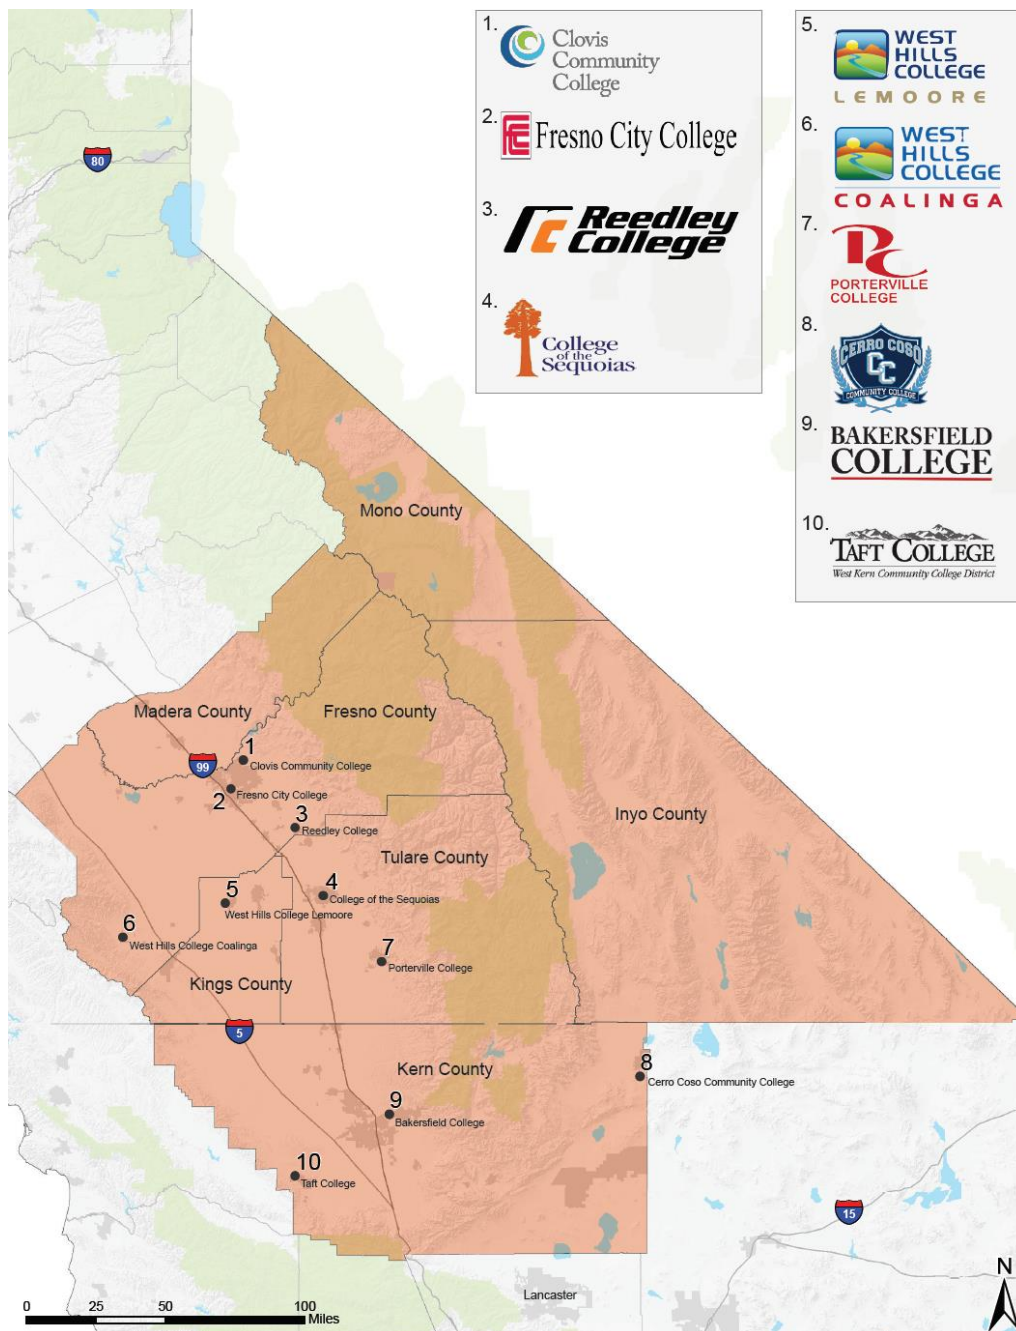 1.
Clovis
Community
College
2.
FCC
Fresno City College
3.
rc
Reedley
College
4.
College
of the
Sequoias
5.
WEST
HILLS
COLLEGE
LEMOORE
6.
WEST
HILLS
COLLEGE
COALINGA
7.
PC
PORTERVILLE
COLLEGE
8.
CERRO COSO
CC
COMMUNITY COLLEGE
9.
BAKERSFIELD
COLLEGE
10.
TAFT COLLEGE
West Kern Community College District
80
Mono County
Madera County
Fresno County
1
Clovis Community College
99
2
Fresno City College
3
Reedley College
Inyo County
Tulare County
4
College of the Sequoias
5
West Hills College Lemoore
6
West Hills College Coalinga
7
Porterville College
Kings County
5
Kern County
8
Cerro Coso Community College
9
Bakersfield College
10
Taft College
15
Lancaster
N
0 25 50 100
Miles